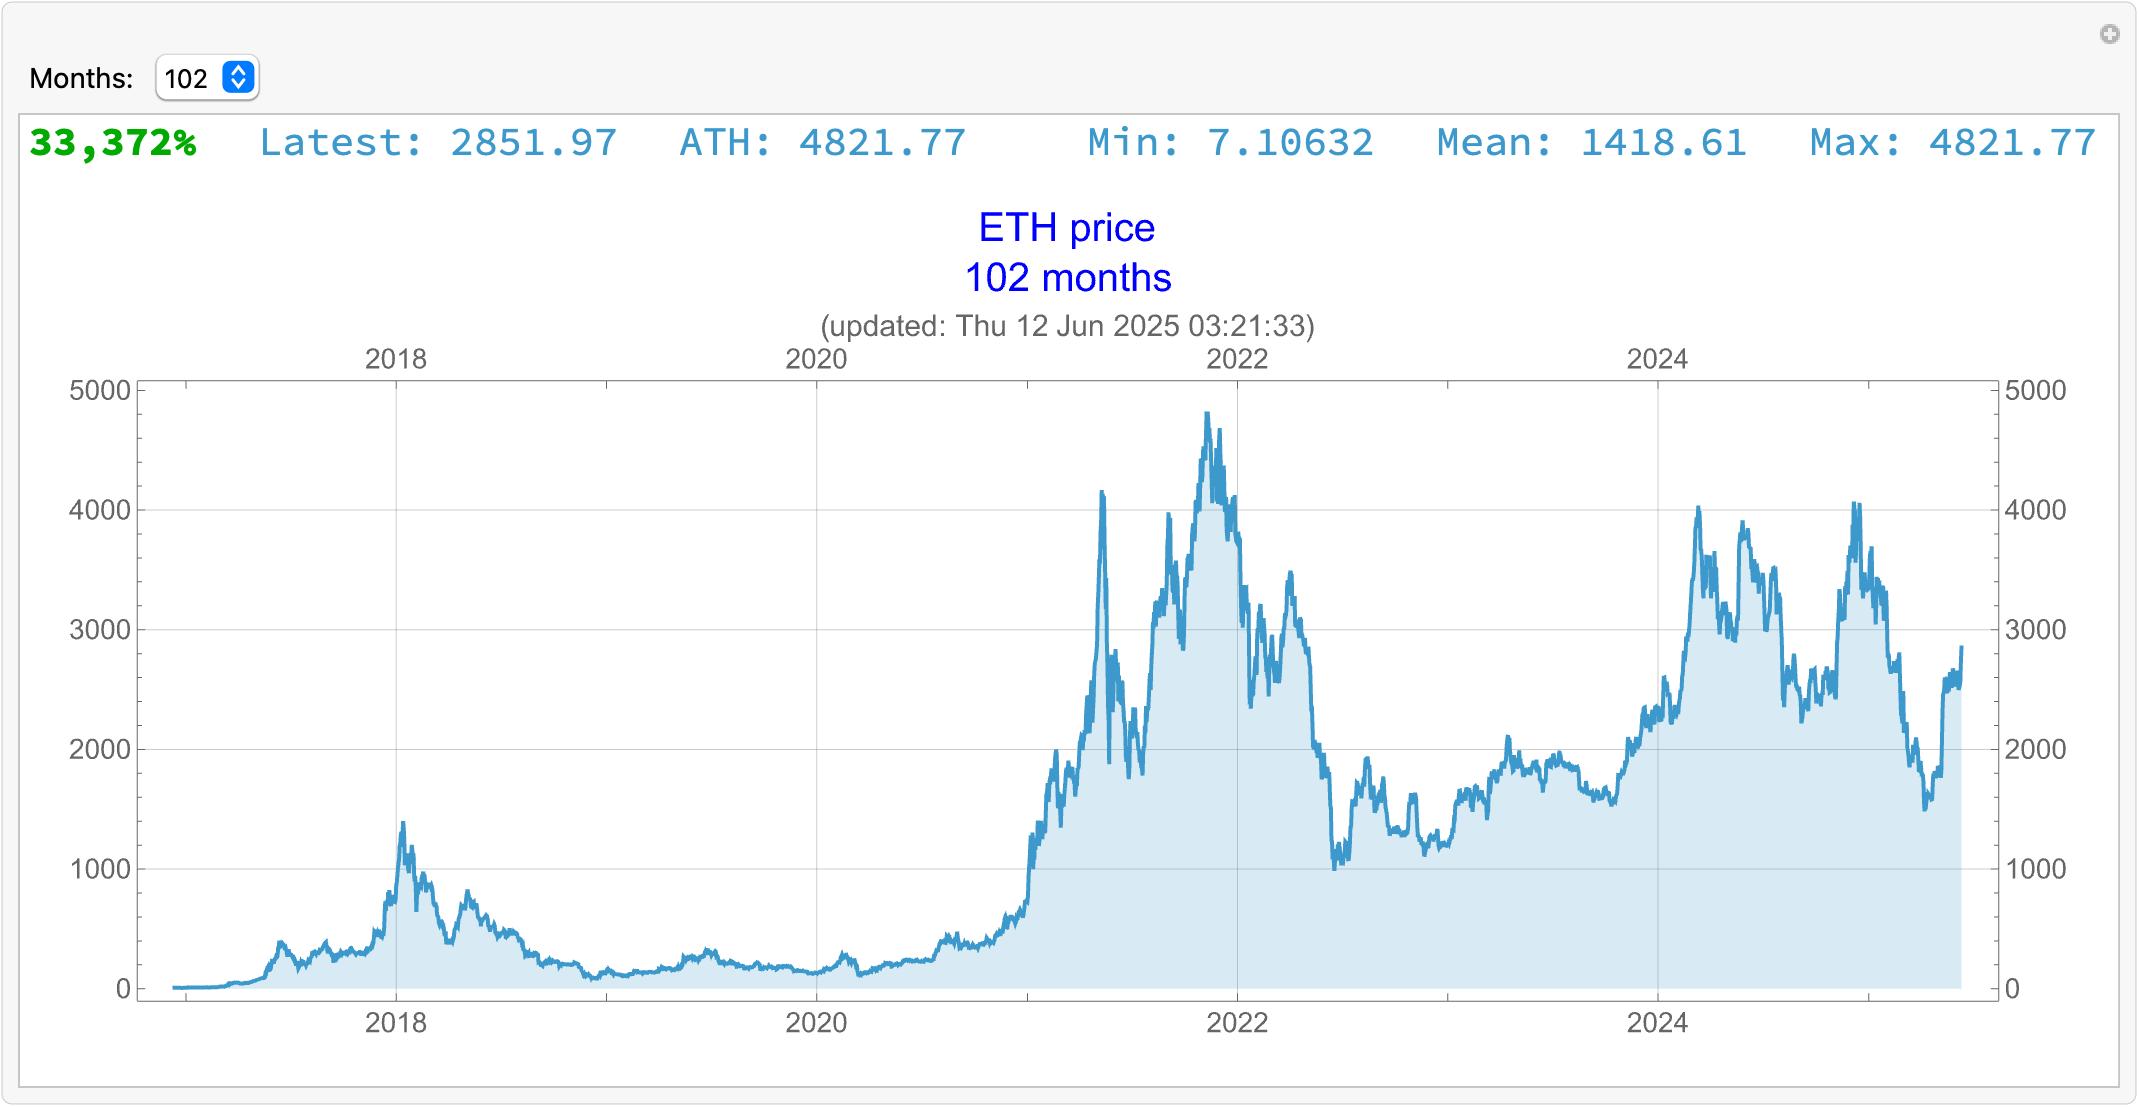 Months: 102
33,372% Latest: 2851.97 ATH: 4821.77 Min: 7.10632 Mean: 1418.61 Max: 4821.77
ETH price
102 months
(updated: Thu 12 Jun 2025 03:21:33)
2018 2020 2022 2024
5000 5000
4000 4000
3000 3000
2000 2000
1000 1000
0 0
2018 2020 2022 2024